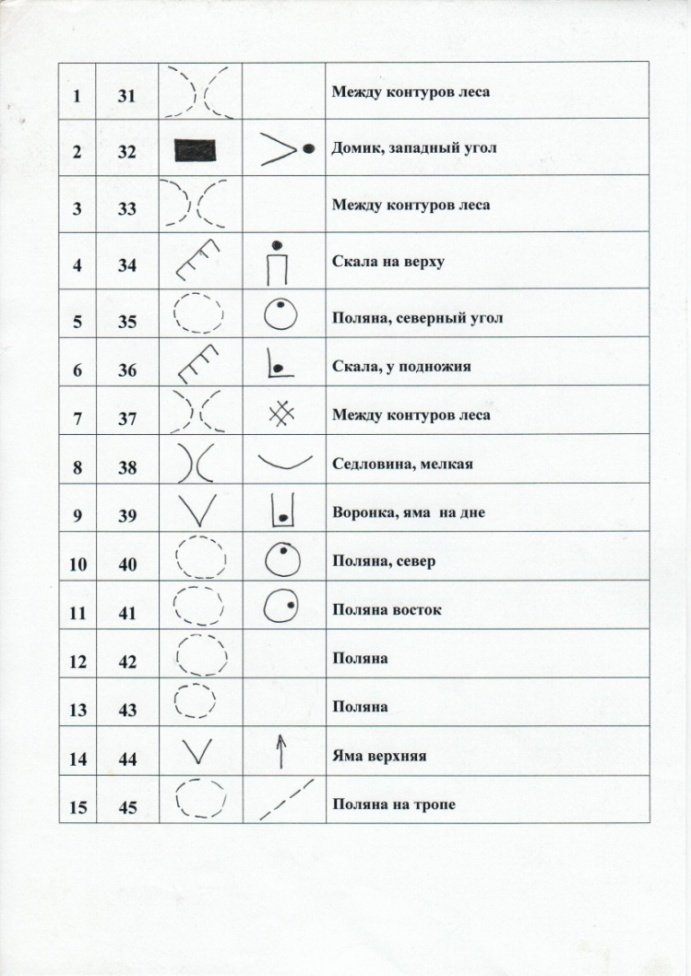 1 31 Между контуров леса
2 32 Домик, западный угол
3 33 Между контуров леса
4 34 Скала на верху
5 35 Поляна, северный угол
6 36 Скала, у подножия
7 37 Между контуров леса
8 38 Седловина, мелкая
9 39 Воронка, яма на дне
10 40 Поляна, север
11 41 Поляна восток
12 42 Поляна
13 43 Поляна
14 44 Яма верхняя
15 45 Поляна на тропе